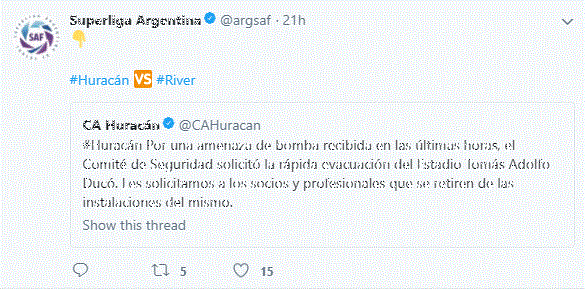 Superliga Argentina @argsaf · 21h
SAF
#Huracán VS #River
CA Huracán @CAHuracan
#Huracán Por una amenaza de bomba recibida en las últimas horas, el
Comité de Seguridad solicitó la rápida evacuación del Estadio Tomás Adolfo
Ducó. Les solicitamos a los socios y profesionales que se retiren de las
instalaciones del mismo.
Show this thread
5 15